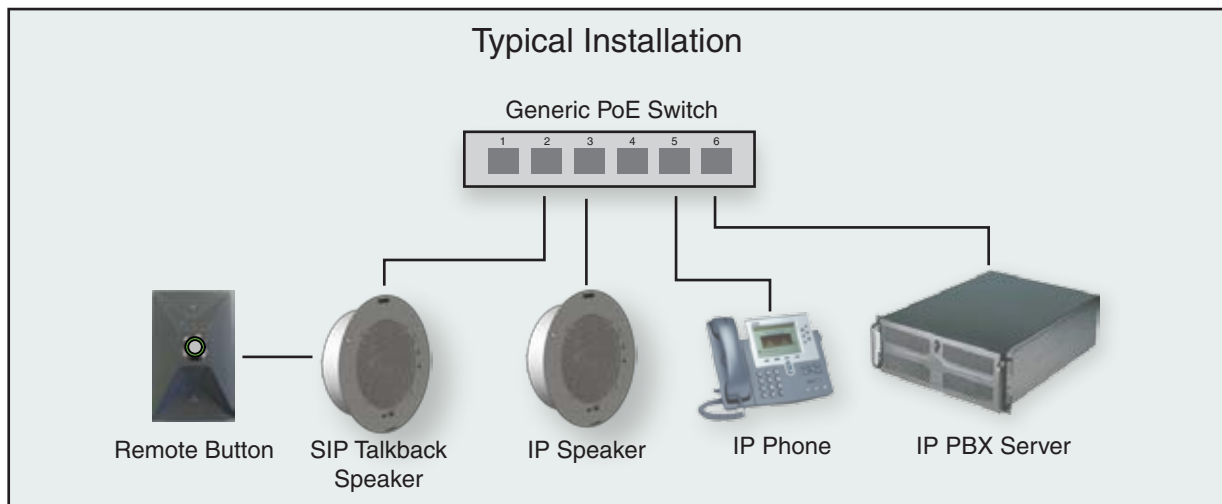 Typical Installation
Generic PoE Switch
1 2 3 4 5 6
Remote Button
SIP Talkback
Speaker
IP Speaker
IP Phone
IP PBX Server